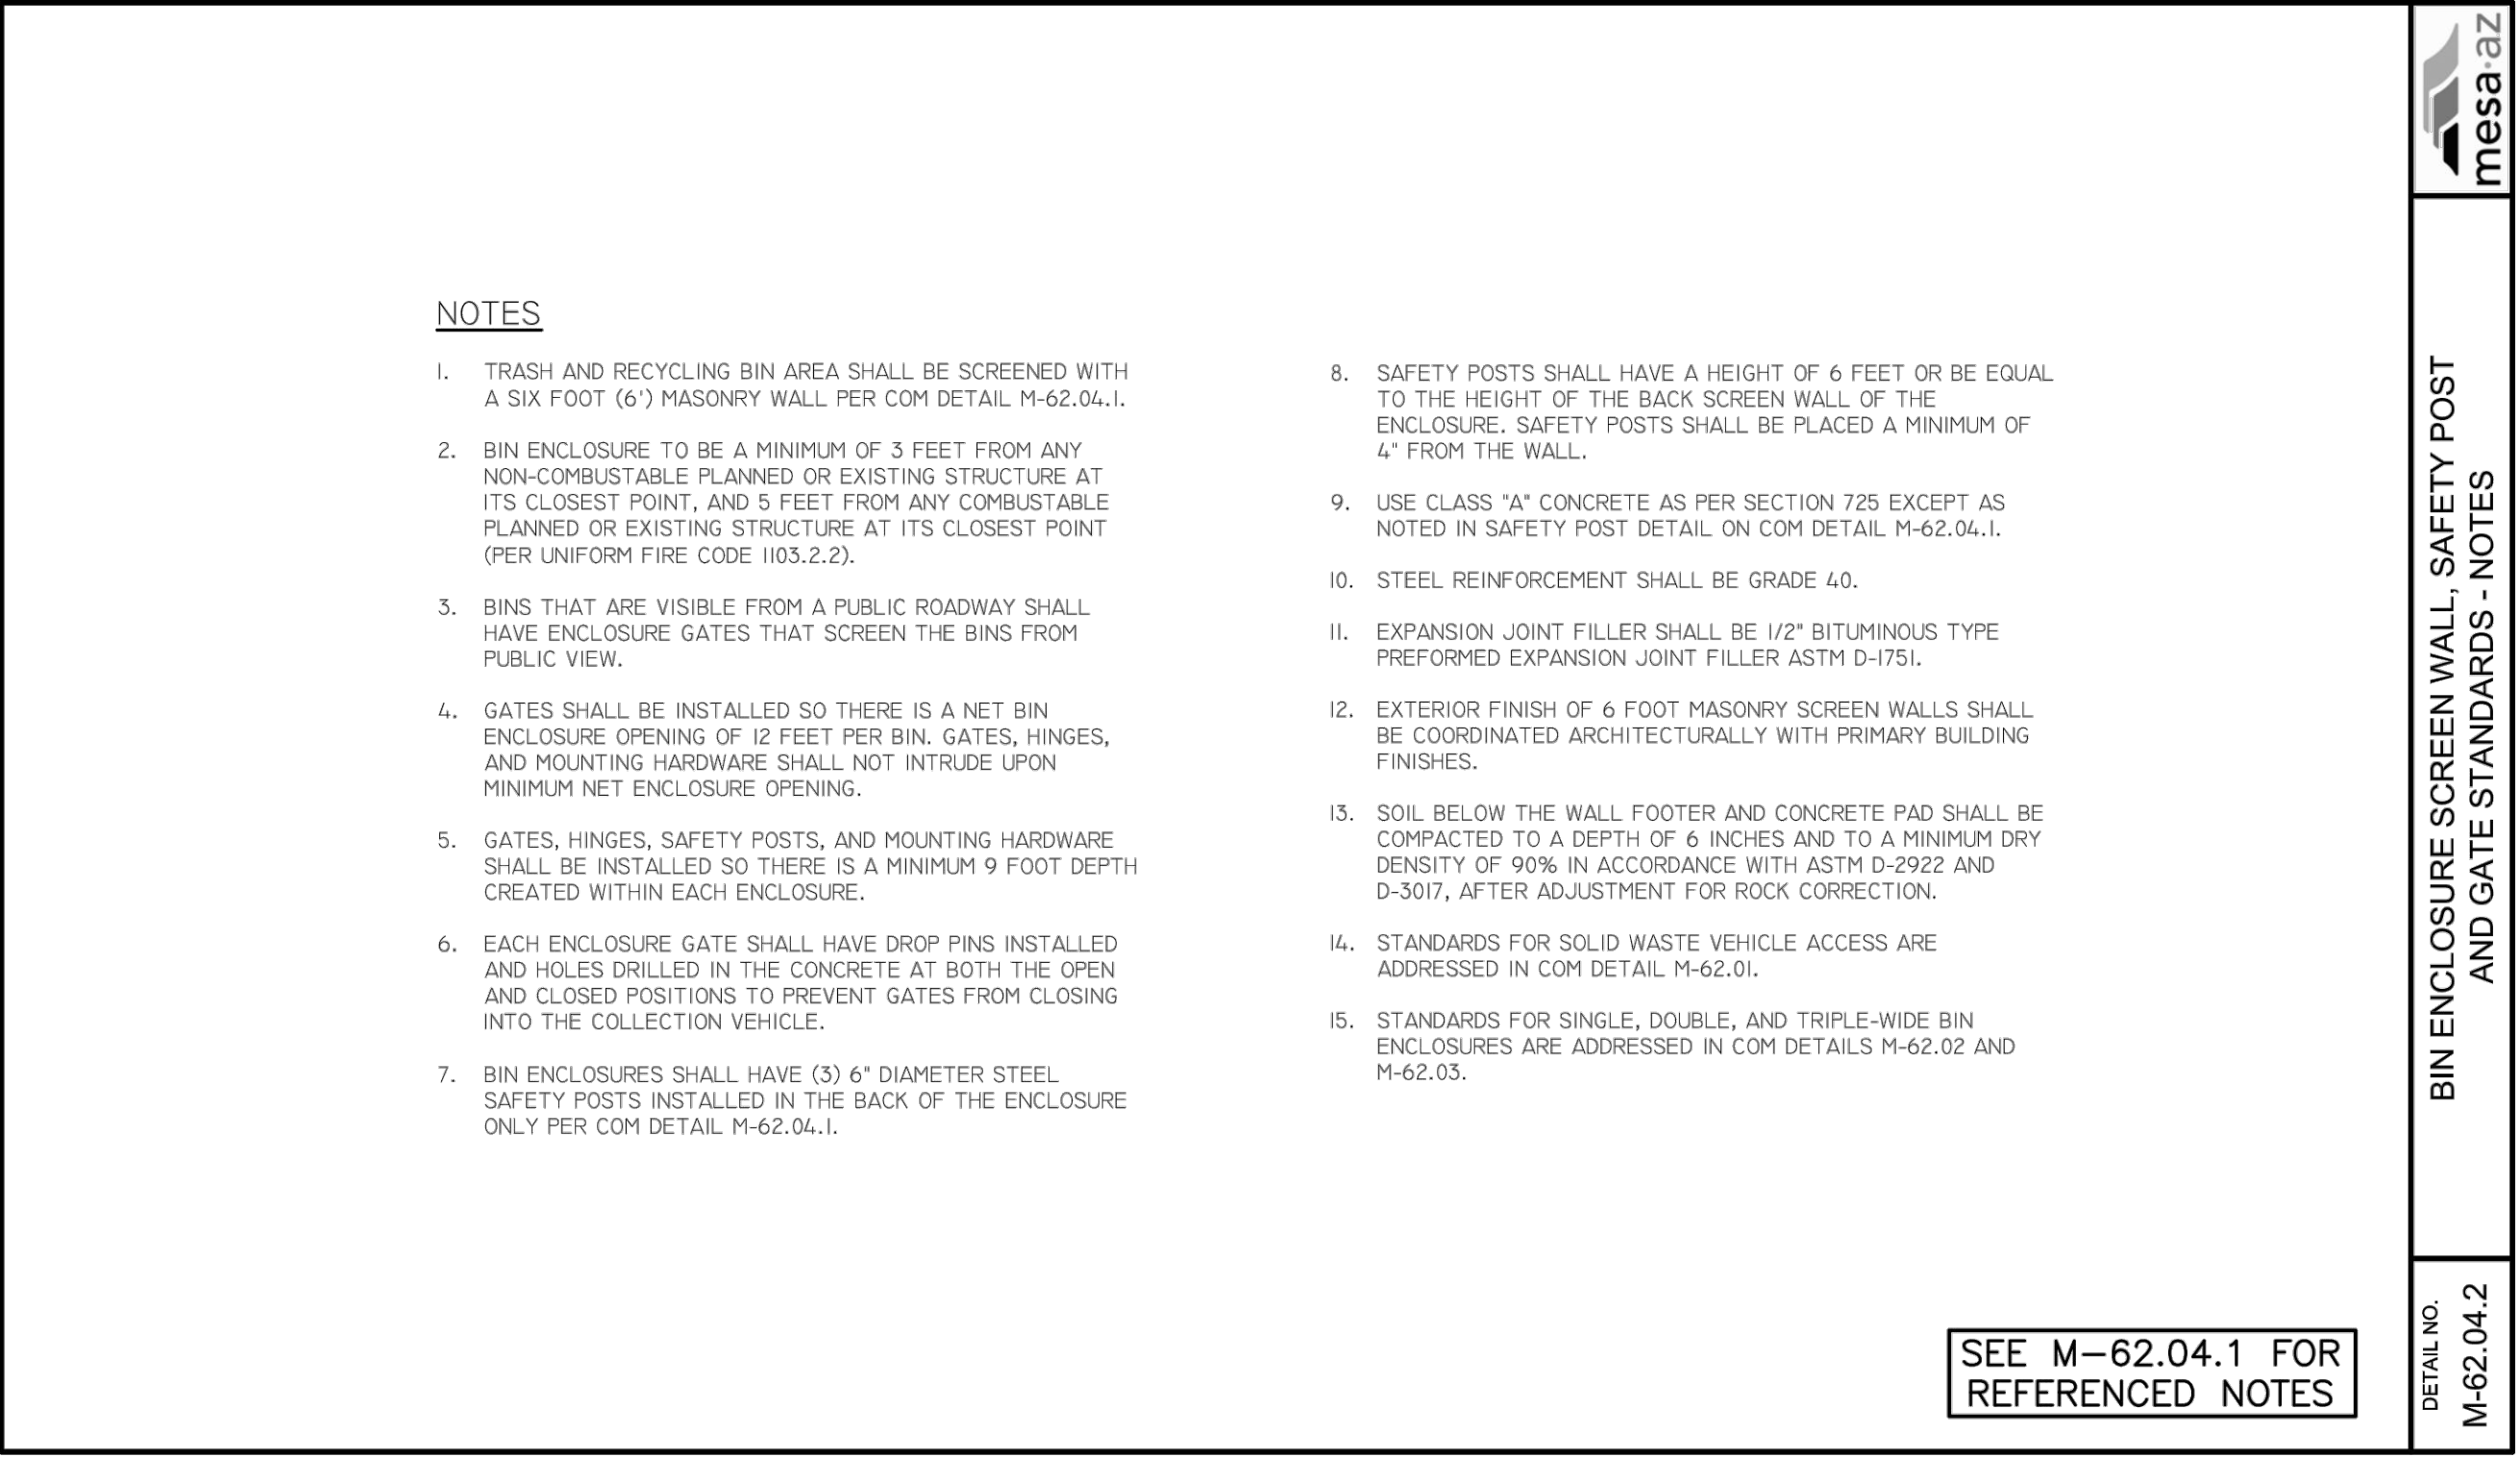 NOTES
1. TRASH AND RECYCLING BIN AREA SHALL BE SCREENED WITH
A SIX FOOT (6') MASONRY WALL PER COM DETAIL M-62.04.1.
2. BIN ENCLOSURE TO BE A MINIMUM OF 3 FEET FROM ANY
NON-COMBUSTABLE PLANNED OR EXISTING STRUCTURE AT
ITS CLOSEST POINT, AND 5 FEET FROM ANY COMBUSTABLE
PLANNED OR EXISTING STRUCTURE AT ITS CLOSEST POINT
(PER UNIFORM FIRE CODE 1103.2.2).
3. BINS THAT ARE VISIBLE FROM A PUBLIC ROADWAY SHALL
HAVE ENCLOSURE GATES THAT SCREEN THE BINS FROM
PUBLIC VIEW.
4. GATES SHALL BE INSTALLED SO THERE IS A NET BIN
ENCLOSURE OPENING OF 12 FEET PER BIN. GATES, HINGES,
AND MOUNTING HARDWARE SHALL NOT INTRUDE UPON
MINIMUM NET ENCLOSURE OPENING.
5. GATES, HINGES, SAFETY POSTS, AND MOUNTING HARDWARE
SHALL BE INSTALLED SO THERE IS A MINIMUM 9 FOOT DEPTH
CREATED WITHIN EACH ENCLOSURE.
6. EACH ENCLOSURE GATE SHALL HAVE DROP PINS INSTALLED
AND HOLES DRILLED IN THE CONCRETE AT BOTH THE OPEN
AND CLOSED POSITIONS TO PREVENT GATES FROM CLOSING
INTO THE COLLECTION VEHICLE.
7. BIN ENCLOSURES SHALL HAVE (3) 6" DIAMETER STEEL
SAFETY POSTS INSTALLED IN THE BACK OF THE ENCLOSURE
ONLY PER COM DETAIL M-62.04.1.
8. SAFETY POSTS SHALL HAVE A HEIGHT OF 6 FEET OR BE EQUAL
TO THE HEIGHT OF THE BACK SCREEN WALL OF THE
ENCLOSURE. SAFETY POSTS SHALL BE PLACED A MINIMUM OF
4" FROM THE WALL.
9. USE CLASS "A" CONCRETE AS PER SECTION 725 EXCEPT AS
NOTED IN SAFETY POST DETAIL ON COM DETAIL M-62.04.1.
10. STEEL REINFORCEMENT SHALL BE GRADE 40.
11. EXPANSION JOINT FILLER SHALL BE 1/2" BITUMINOUS TYPE
PREFORMED EXPANSION JOINT FILLER ASTM D-1751.
12. EXTERIOR FINISH OF 6 FOOT MASONRY SCREEN WALLS SHALL
BE COORDINATED ARCHITECTURALLY WITH PRIMARY BUILDING
FINISHES.
13. SOIL BELOW THE WALL FOOTER AND CONCRETE PAD SHALL BE
COMPACTED TO A DEPTH OF 6 INCHES AND TO A MINIMUM DRY
DENSITY OF 90% IN ACCORDANCE WITH ASTM D-2922 AND
D-3017, AFTER ADJUSTMENT FOR ROCK CORRECTION.
14. STANDARDS FOR SOLID WASTE VEHICLE ACCESS ARE
ADDRESSED IN COM DETAIL M-62.01.
15. STANDARDS FOR SINGLE, DOUBLE, AND TRIPLE-WIDE BIN
ENCLOSURES ARE ADDRESSED IN COM DETAILS M-62.02 AND
M-62.03.
SEE M-62.04.1 FOR
REFERENCED NOTES
mesa·az
BIN ENCLOSURE SCREEN WALL, SAFETY POST
AND GATE STANDARDS - NOTES
DETAIL NO.
M-62.04.2